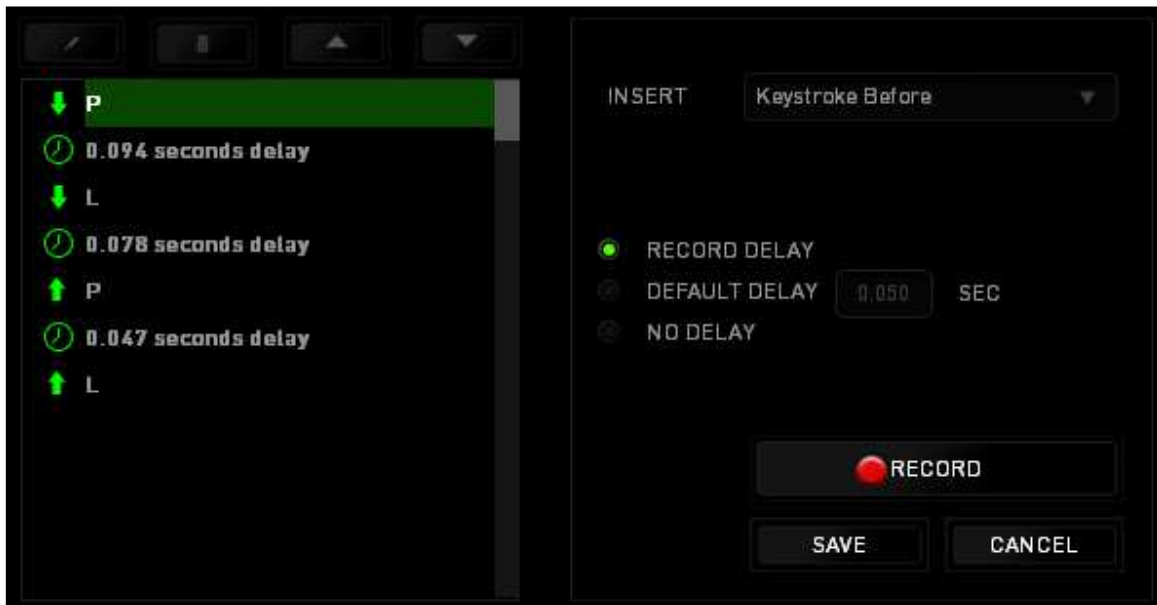 P
0.094 seconds delay
L
0.078 seconds delay
P
0.047 seconds delay
L
INSERT Keystroke Before
RECORD DELAY
DEFAULT DELAY 0.050 SEC
NO DELAY
RECORD
SAVE CANCEL